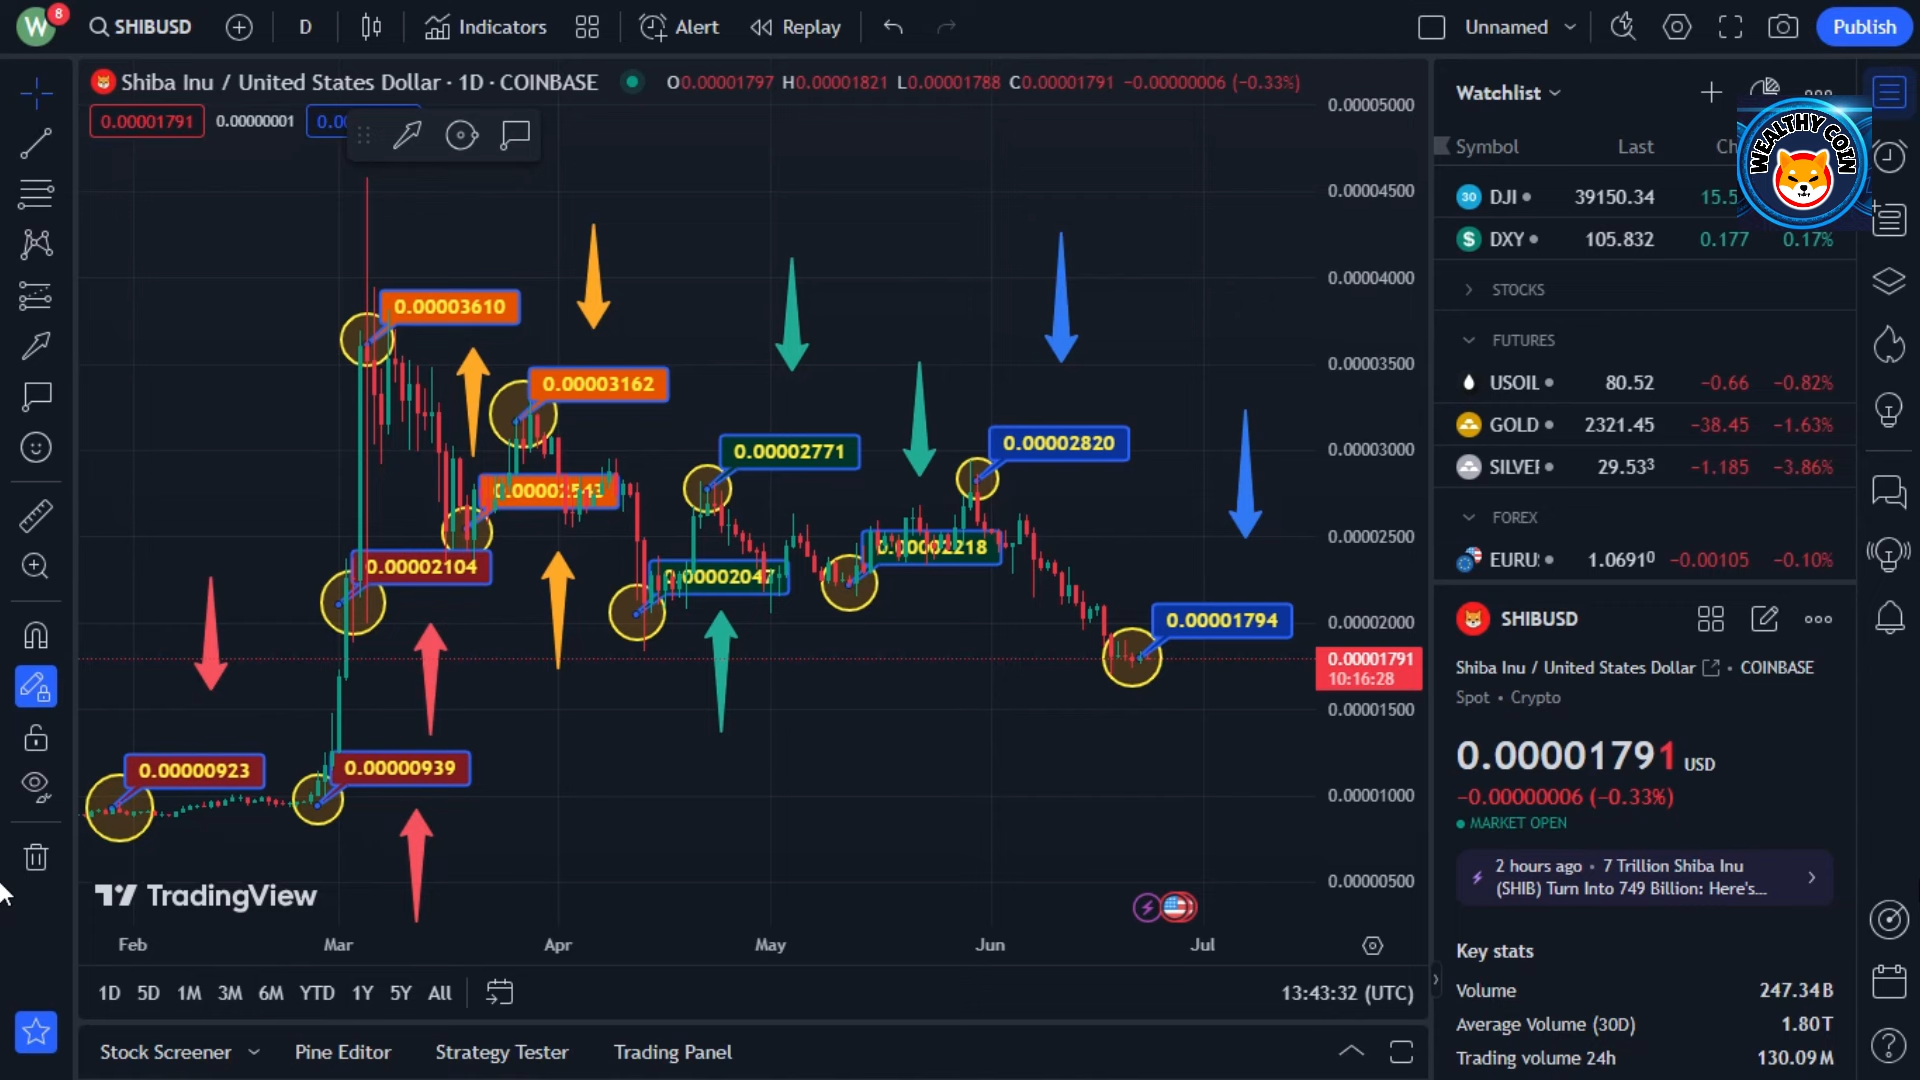 W 8 SHIBUSD D Indicators Alert Replay Unnamed Publish
Shiba Inu / United States Dollar · 1D · COINBASE O0.00001797 H0.00001821 L0.00001788 C0.00001791 −0.00000006 (−0.33%)
0.00001791 0.00000001
0.00005000
0.00004500
0.00004000
0.00003500
0.00003000
0.00002500
0.00002000
0.00001791
10:16:28
0.00001500
0.00001000
0.00000500
0.00003610
0.00003162
0.00002771
0.00002820
0.00002543
0.00002218
0.00002104
0.00002047
0.00001794
0.00000923
0.00000939
TradingView
Feb Mar Apr May Jun Jul
1D 5D 1M 3M 6M YTD 1Y 5Y All
13:43:32 (UTC)
Stock Screener Pine Editor Strategy Tester Trading Panel
Watchlist
WEALTHY COIN
Symbol Last
30 DJI 39150.34
$ DXY 105.832 0.177 0.17%
STOCKS
FUTURES
USOIL 80.52 −0.66 −0.82%
GOLD 2321.45 −38.45 −1.63%
SILVER 29.533 −1.185 −3.86%
FOREX
EURU 1.06910 −0.00105 −0.10%
SHIBUSD
Shiba Inu / United States Dollar • COINBASE
Spot • Crypto
0.00001791 USD
−0.00000006 (−0.33%)
MARKET OPEN
2 hours ago • 7 Trillion Shiba Inu
(SHIB) Turn Into 749 Billion: Here's...
Key stats
Volume 247.34B
Average Volume (30D) 1.80T
Trading volume 24h 130.09M